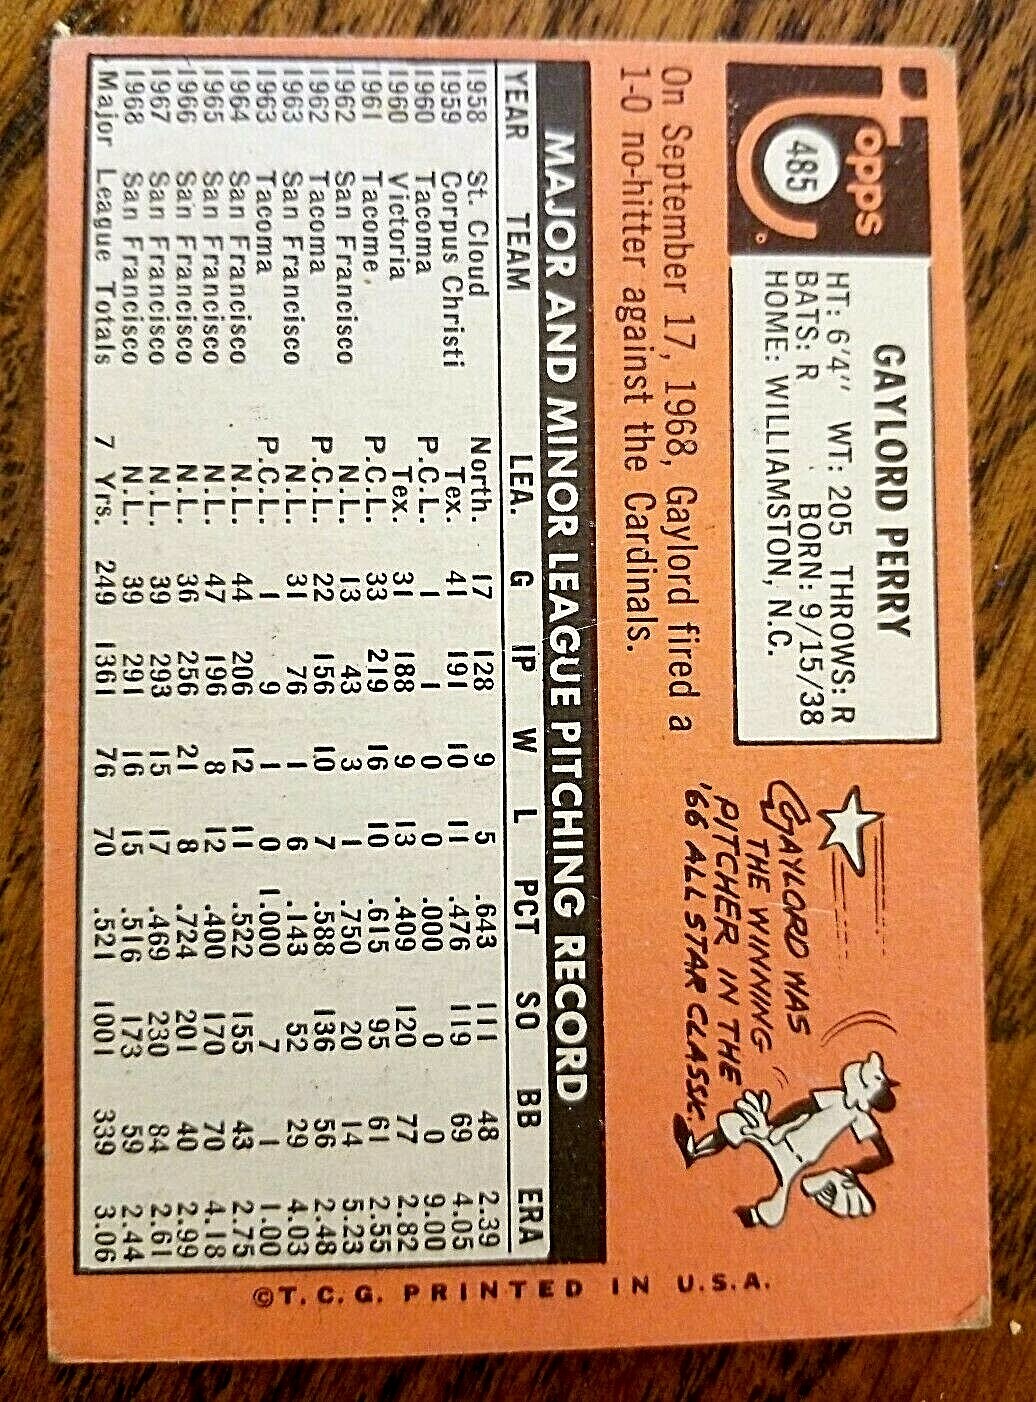 Topps
485
GAYLORD PERRY
HT: 6'4" WT: 205 THROWS: R
BATS: R BORN: 9/15/38
HOME: WILLIAMSTON, N.C.
On September 17, 1968, Gaylord fired a
1-0 no-hitter against the Cardinals.
GAYLORD WAS
THE WINNING
PITCHER IN THE
'66 ALL STAR CLASSIC.
MAJOR AND MINOR LEAGUE PITCHING RECORD
YEAR TEAM LEA. G IP W L PCT SO BB ERA
1958 St. Cloud North. 17 128 9 5 .643 111 48 2.39
1959 Corpus Christi Tex. 41 191 10 11 .476 119 69 4.05
1960 Tacoma P.C.L. 1 1 0 0 .000 0 0 9.00
1960 Victoria Tex. 31 188 9 13 .409 120 77 2.82
1961 Tacome. P.C.L. 33 219 16 10 .615 95 61 2.55
1962 San Francisco N.L. 13 43 3 1 .750 20 14 5.23
1962 Tacoma P.C.L. 22 156 10 7 .588 136 56 2.48
1963 San Francisco N.L. 31 76 1 6 .143 52 29 4.03
1963 Tacoma P.C.L. 1 9 1 0 1.000 7 1 1.00
1964 San Francisco N.L. 44 206 12 11 .522 155 43 2.75
1965 San Francisco N.L. 47 196 8 12 .400 170 70 4.18
1966 San Francisco N.L. 36 256 21 8 .724 201 40 2.99
1967 San Francisco N.L. 39 293 15 17 .469 230 84 2.61
1968 San Francisco N.L. 39 291 16 15 .516 173 59 2.44
Major League Totals 7 Yrs. 249 1361 76 70 .521 1001 339 3.06
©T.C.G. PRINTED IN U.S.A.